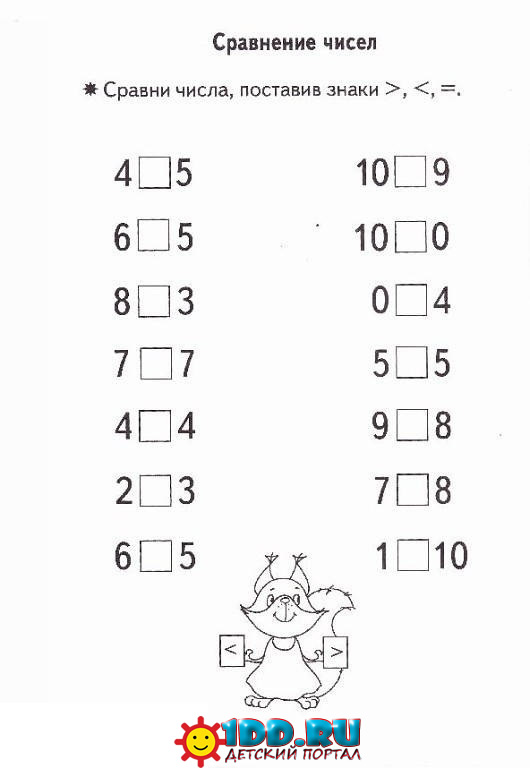 Сравнение чисел
✷ Сравни числа, поставив знаки >, <, =.
4 □ 5 10 □ 9
6 □ 5 10 □ 0
8 □ 3 0 □ 4
7 □ 7 5 □ 5
4 □ 4 9 □ 8
2 □ 3 7 □ 8
6 □ 5 1 □ 10
< >
1DD.RU
ДЕТСКИЙ ПОРТАЛ